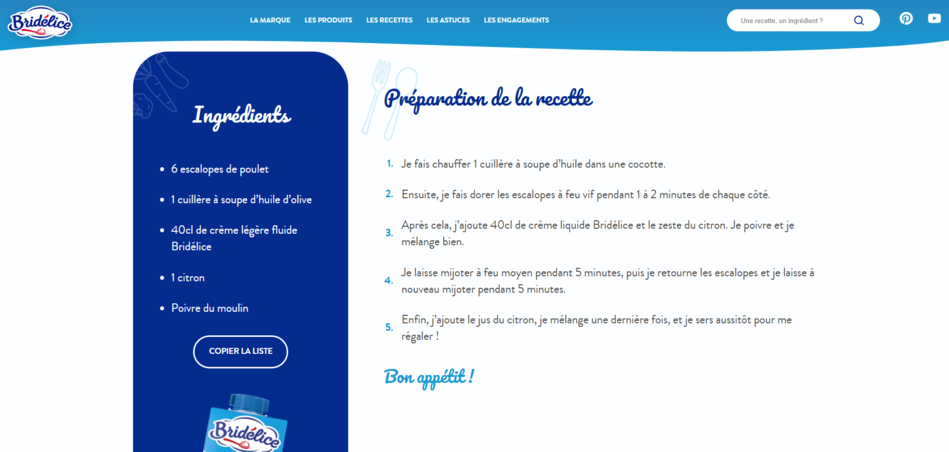 Bridélice
LA MARQUE
LES PRODUITS
LES RECETTES
LES ASTUCES
LES ENGAGEMENTS
Une recette, un ingrédient ?
Ingrédients
6 escalopes de poulet
1 cuillère à soupe d'huile d'olive
40cl de crème légère fluide
Bridélice
1 citron
Poivre du moulin
COPIER LA LISTE
Bridélice
Préparation de la recette
1. Je fais chauffer 1 cuillère à soupe d'huile dans une cocotte.
2. Ensuite, je fais dorer les escalopes à feu vif pendant 1 à 2 minutes de chaque côté.
3. Après cela, j'ajoute 40cl de crème liquide Bridélice et le zeste du citron. Je poivre et je
mélange bien.
4. Je laisse mijoter à feu moyen pendant 5 minutes, puis je retourne les escalopes et je laisse à
nouveau mijoter pendant 5 minutes.
5. Enfin, j'ajoute le jus du citron, je mélange une dernière fois, et je sers aussitôt pour me
régaler !
Bon appétit !